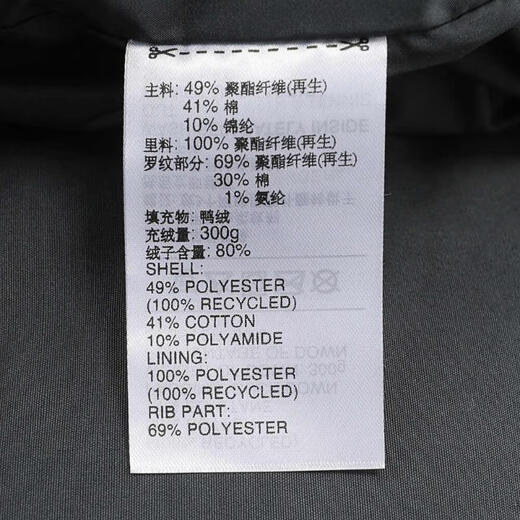 主料: 49% 聚酯纤维(再生)
41% 棉
10% 锦纶
里料: 100% 聚酯纤维(再生)
罗纹部分: 69% 聚酯纤维(再生)
30% 棉
1% 氨纶
填充物: 鸭绒
充绒量: 300g
绒子含量: 80%
SHELL:
49% POLYESTER
(100% RECYCLED)
41% COTTON
10% POLYAMIDE
LINING:
100% POLYESTER
(100% RECYCLED)
RIB PART:
69% POLYESTER